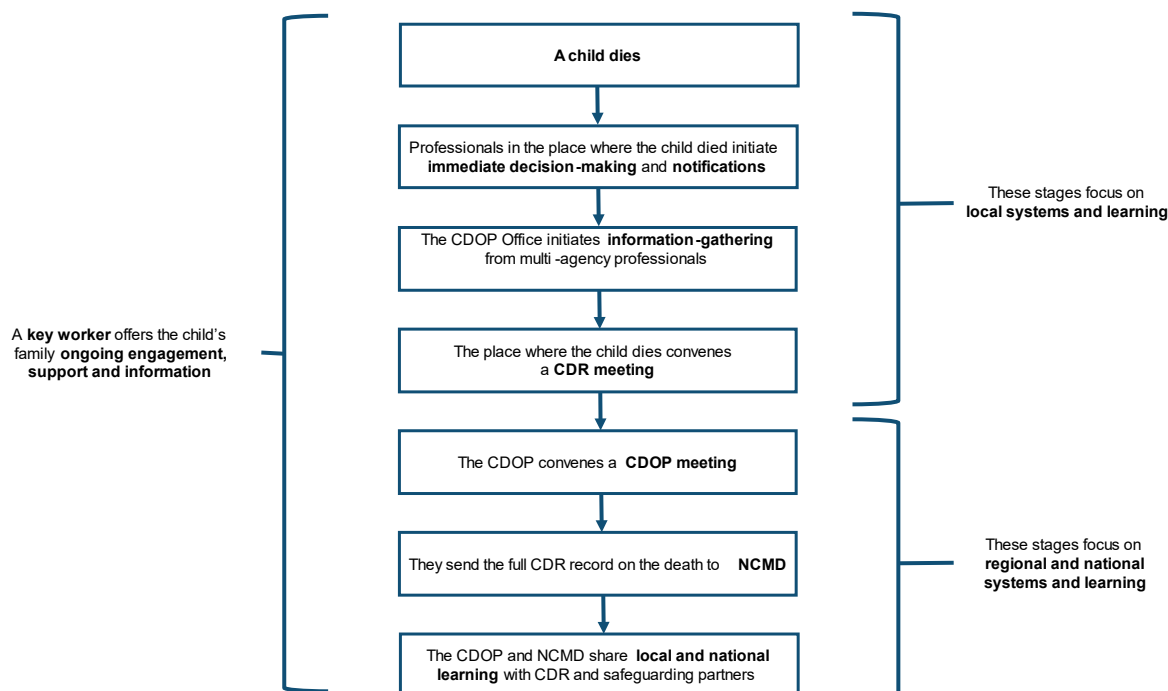 A child dies
Professionals in the place where the child died initiate
immediate decision-making and notifications
The CDOP Office initiates information-gathering
from multi-agency professionals
The place where the child dies convenes
a CDR meeting
The CDOP convenes a CDOP meeting
They send the full CDR record on the death to NCMD
The CDOP and NCMD share local and national
learning with CDR and safeguarding partners
A key worker offers the child’s
family ongoing engagement,
support and information
These stages focus on
local systems and learning
These stages focus on
regional and national
systems and learning